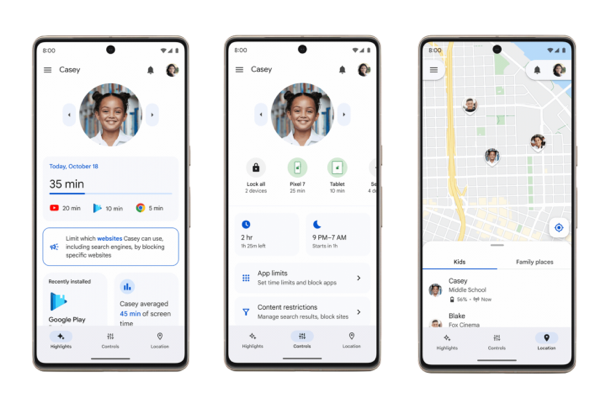 8:00
Casey
Today, October 18
35 min
20 min
10 min
5 min
Limit which websites Casey can use,
including search engines, by blocking
specific websites
Recently installed
Google Play
Casey averaged
45 min of screen
time
Highlights
Controls
Location
8:00
Casey
Lock all
2 devices
Pixel 7
25 min
Tablet
10 min
2 hr
1h 25m left
9 PM–7 AM
Starts in 1h
App limits
Set time limits and block apps
Content restrictions
Manage search results, block sites
Highlights
Controls
Location
8:00
Kids
Family places
Casey
Middle School
56% · Now
Blake
Fox Cinema
Highlights
Controls
Location